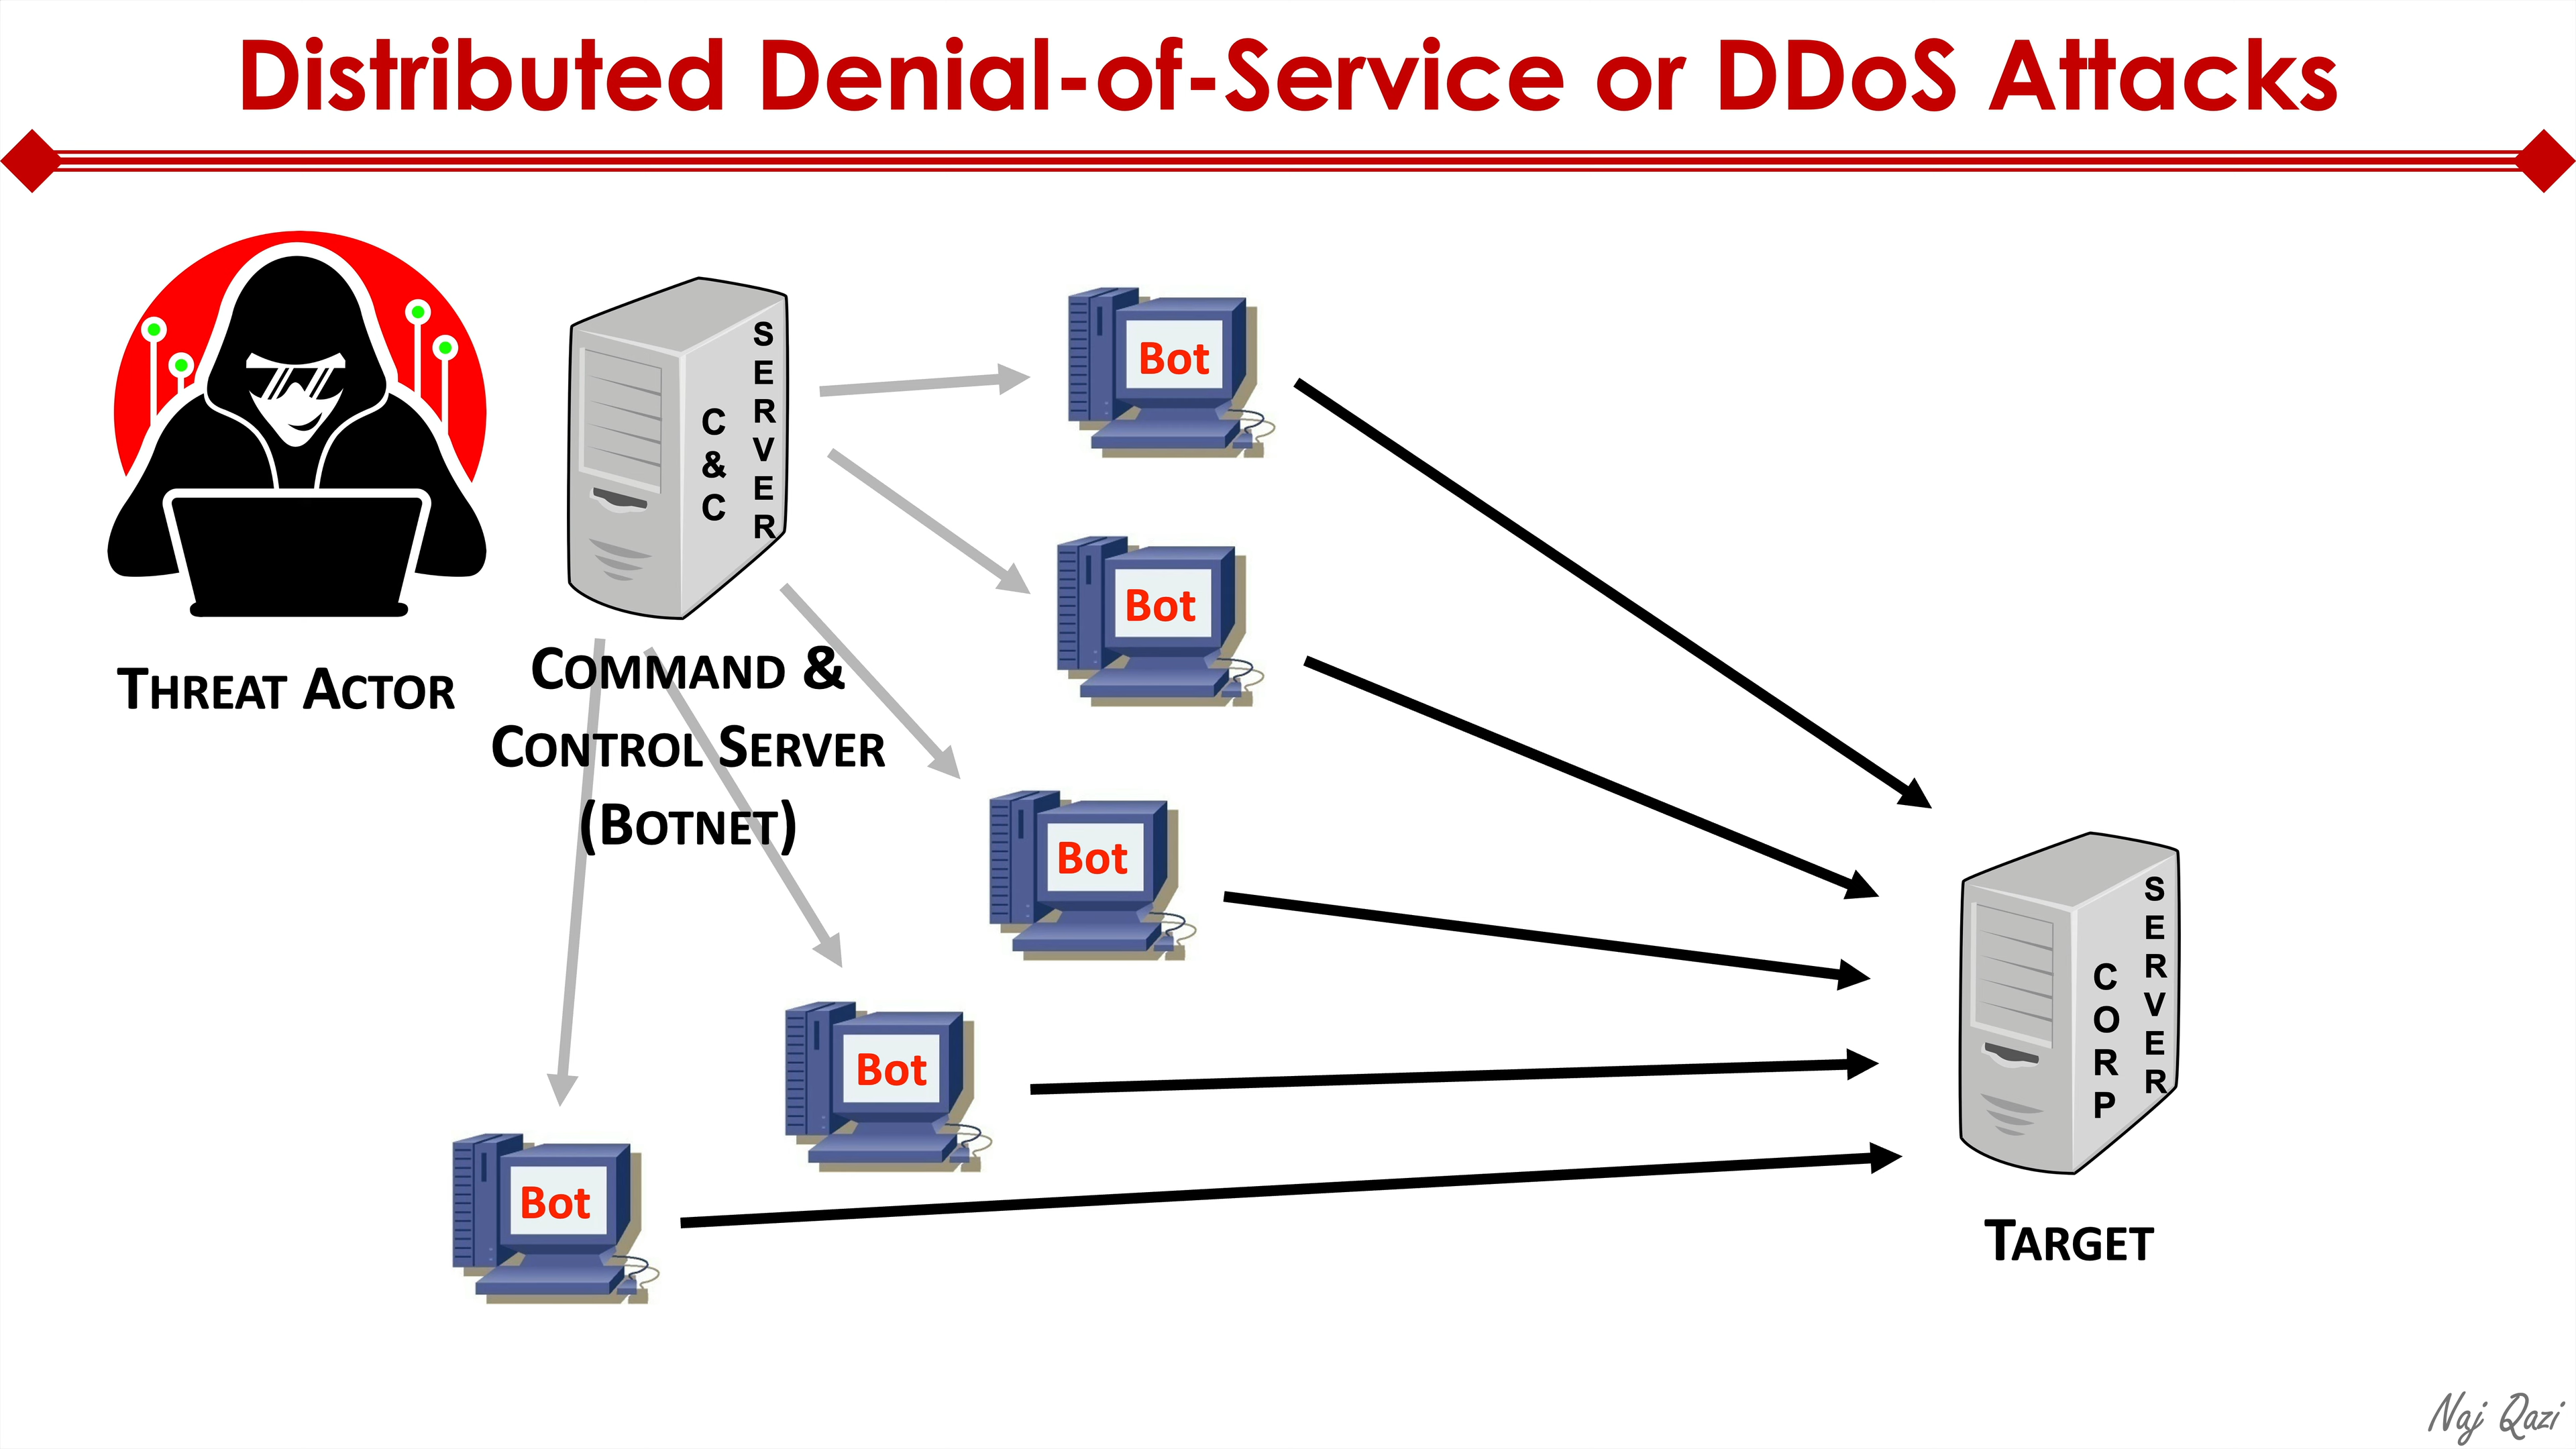 Distributed Denial-of-Service or DDoS Attacks
C&C
SERVER
Bot
Bot
THREAT ACTOR
COMMAND &
CONTROL SERVER
(BOTNET)
Bot
Bot
Bot
CORP
SERVER
TARGET
Naj Qazi